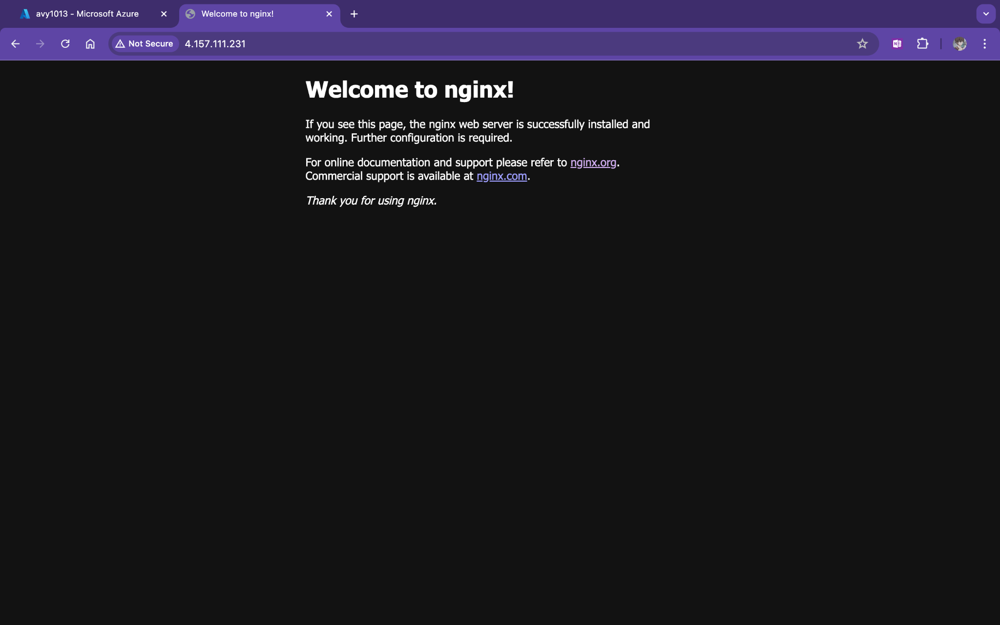 avy1013 - Microsoft Azure
Welcome to nginx!
Not Secure
4.157.111.231
Welcome to nginx!
If you see this page, the nginx web server is successfully installed and
working. Further configuration is required.
For online documentation and support please refer to nginx.org.
Commercial support is available at nginx.com.
Thank you for using nginx.